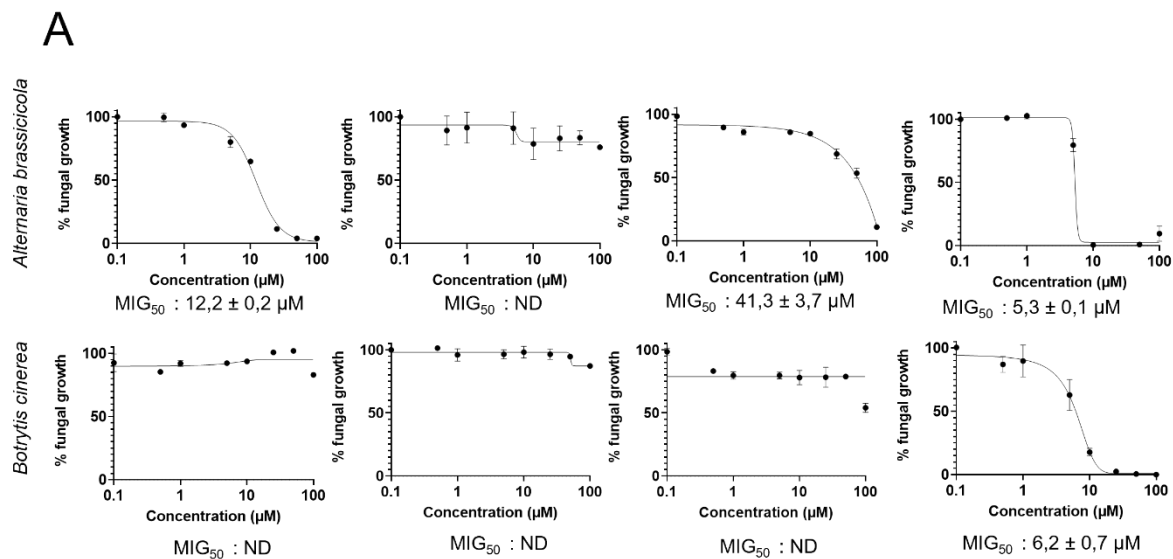 A
Alternaria brassicicola
% fungal growth
100
50
0
0.1 1 10 100
Concentration (µM)
MIG50 : 12,2 ± 0,2 µM
% fungal growth
100
50
0
0.1 1 10 100
Concentration (µM)
MIG50 : ND
% fungal growth
100
50
0
0.1 1 10 100
Concentration (µM)
MIG50 : 41,3 ± 3,7 µM
% fungal growth
100
50
0
0.1 1 10 100
Concentration (µM)
MIG50 : 5,3 ± 0,1 µM
Botrytis cinerea
% fungal growth
100
50
0
0.1 1 10 100
Concentration (µM)
MIG50 : ND
% fungal growth
100
50
0
0.1 1 10 100
Concentration (µM)
MIG50 : ND
% fungal growth
100
50
0
0.1 1 10 100
Concentration (µM)
MIG50 : ND
% fungal growth
100
50
0
0.1 1 10 100
Concentration (µM)
MIG50 : 6,2 ± 0,7 µM